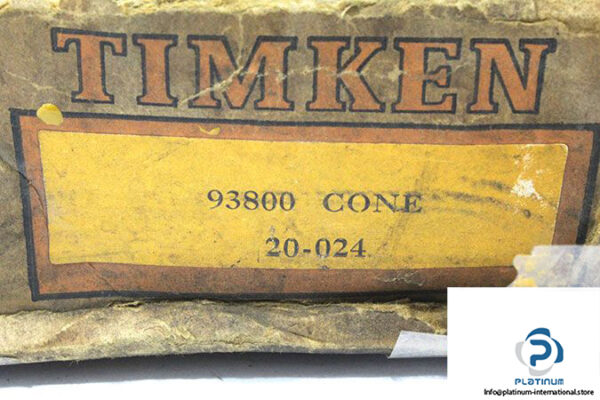 TIMKEN
93800 CONE
20-024
PLATINUM
Info@platinum-international.store